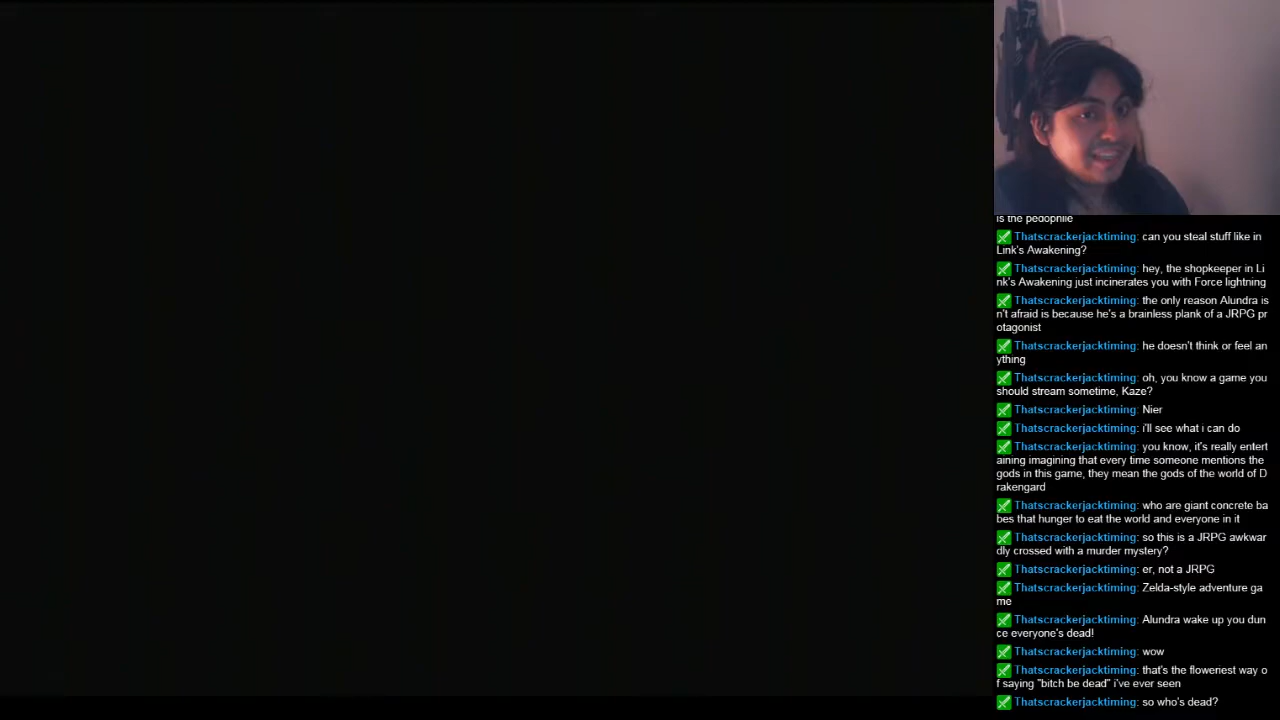 is the pedophile
Thatscrackerjacktiming: can you steal stuff like in
Link's Awakening?
Thatscrackerjacktiming: hey, the shopkeeper in Li
nk's Awakening just incinerates you with Force lightning
Thatscrackerjacktiming: the only reason Alundra is
n't afraid is because he's a brainless plank of a JRPG pr
otagonist
Thatscrackerjacktiming: he doesn't think or feel an
ything
Thatscrackerjacktiming: oh, you know a game you
should stream sometime, Kaze?
Thatscrackerjacktiming: Nier
Thatscrackerjacktiming: i'll see what i can do
Thatscrackerjacktiming: you know, it's really entert
aining imagining that every time someone mentions the
gods in this game, they mean the gods of the world of D
rakengard
Thatscrackerjacktiming: who are giant concrete ba
bes that hunger to eat the world and everyone in it
Thatscrackerjacktiming: so this is a JRPG awkwar
dly crossed with a murder mystery?
Thatscrackerjacktiming: er, not a JRPG
Thatscrackerjacktiming: Zelda-style adventure ga
me
Thatscrackerjacktiming: Alundra wake up you dun
ce everyone's dead!
Thatscrackerjacktiming: wow
Thatscrackerjacktiming: that's the floweriest way o
f saying "bitch be dead" i've ever seen
Thatscrackerjacktiming: so who's dead?